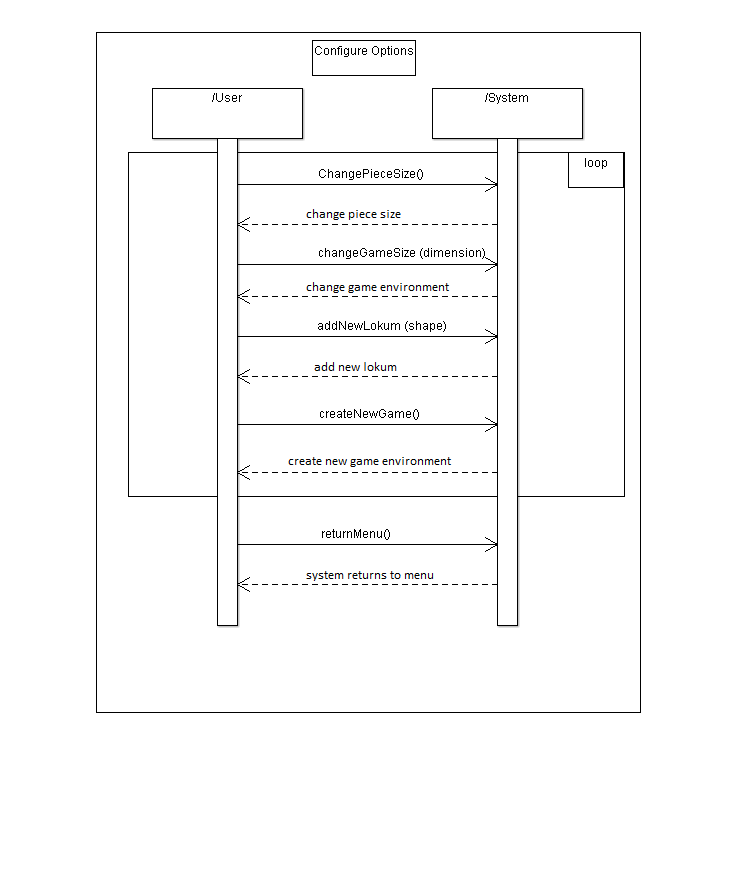 Configure Options
/User
/System
loop
ChangePieceSize()
change piece size
changeGameSize (dimension)
change game environment
addNewLokum (shape)
add new lokum
createNewGame()
create new game environment
returnMenu()
system returns to menu